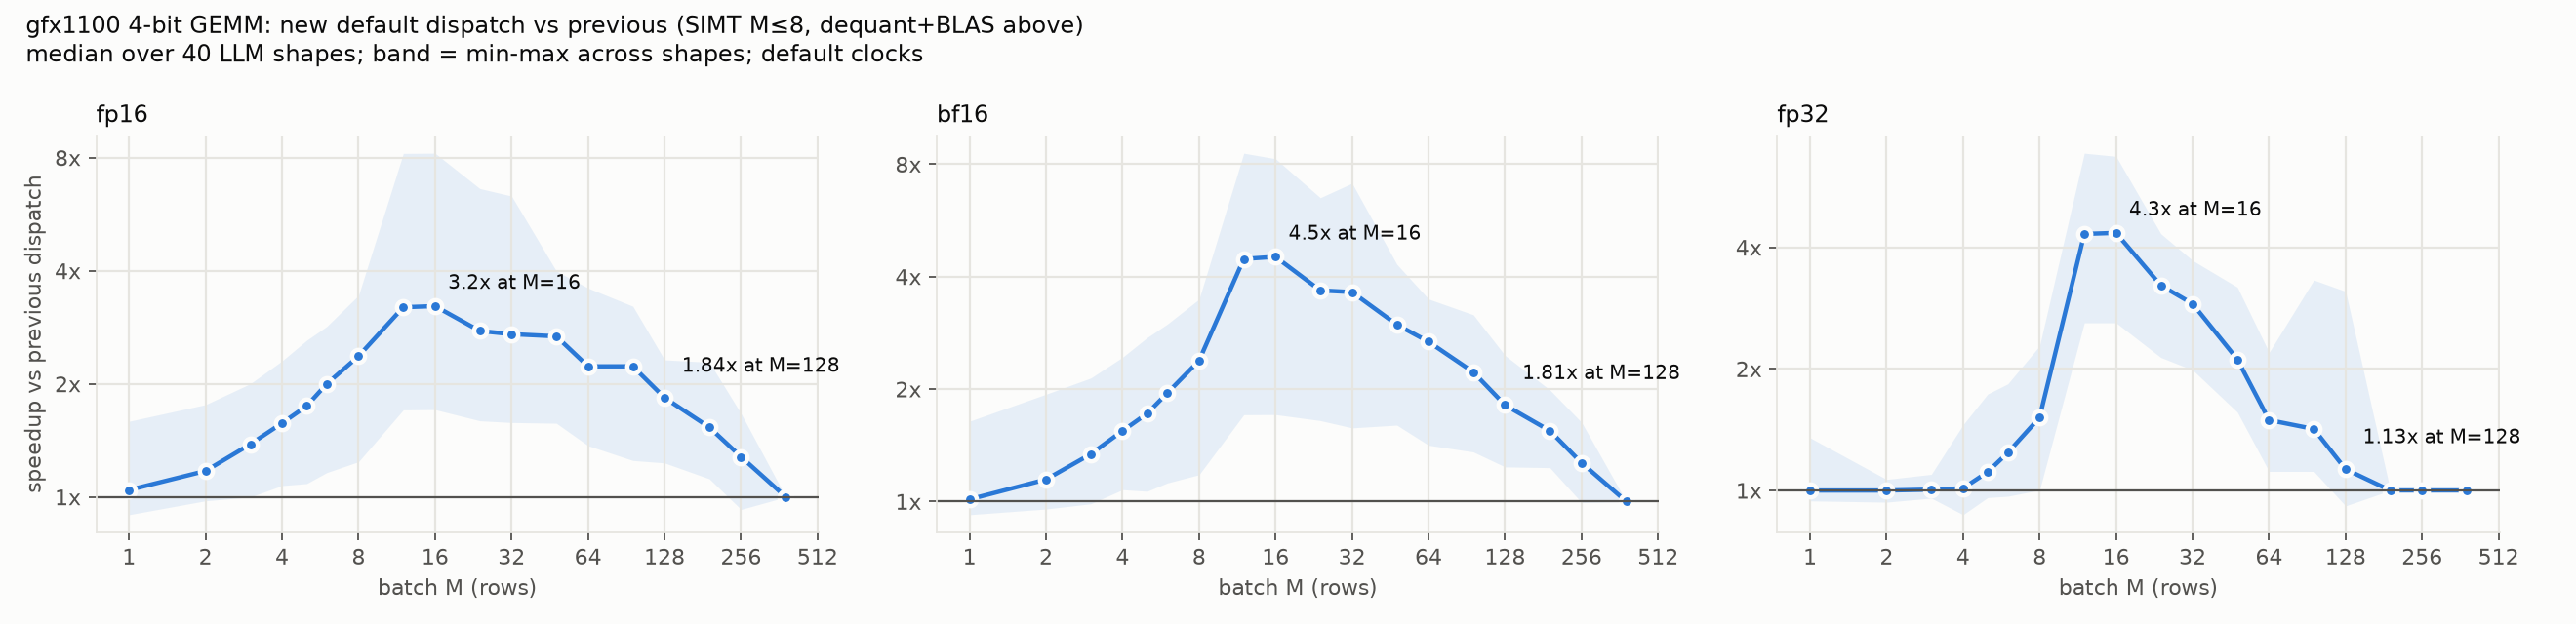 gfx1100 4-bit GEMM: new default dispatch vs previous (SIMT M≤8, dequant+BLAS above)
median over 40 LLM shapes; band = min-max across shapes; default clocks
fp16
speedup vs previous dispatch
8x
4x
2x
1x
3.2x at M=16
1.84x at M=128
1 2 4 8 16 32 64 128 256 512
batch M (rows)
bf16
8x
4x
2x
1x
4.5x at M=16
1.81x at M=128
1 2 4 8 16 32 64 128 256 512
batch M (rows)
fp32
4x
2x
1x
4.3x at M=16
1.13x at M=128
1 2 4 8 16 32 64 128 256 512
batch M (rows)